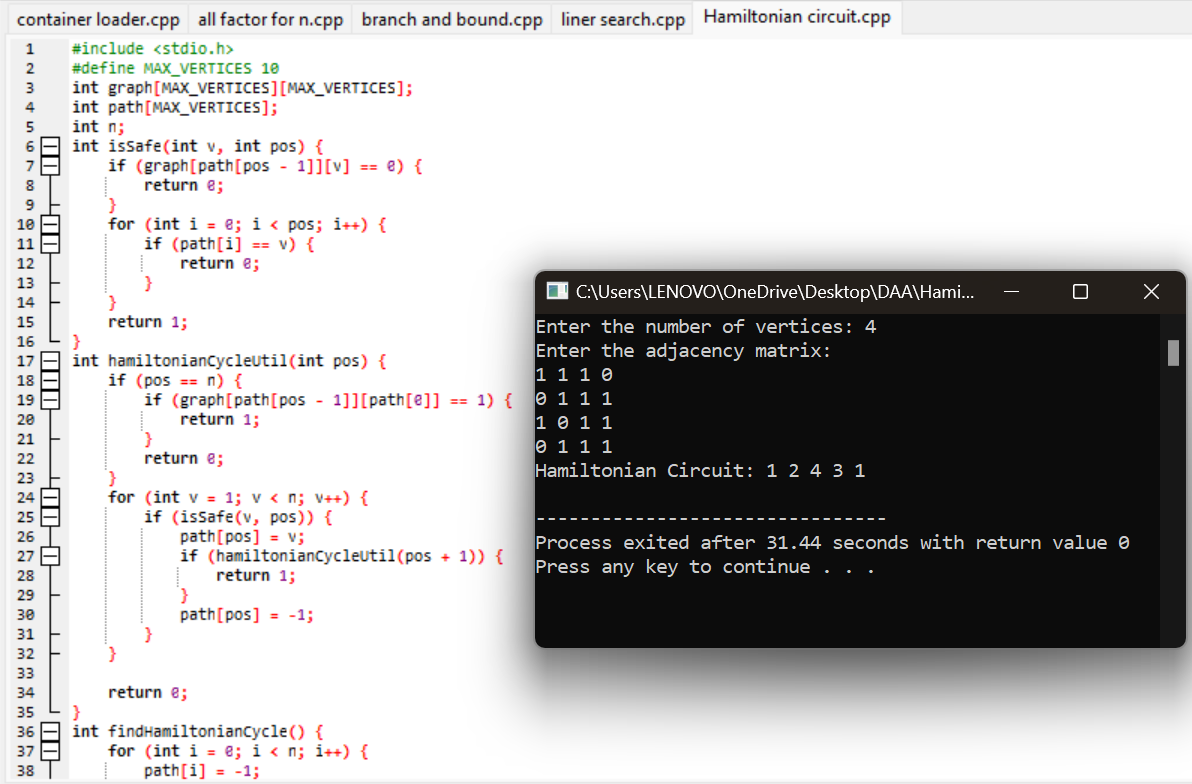 container loader.cpp all factor for n.cpp branch and bound.cpp liner search.cpp Hamiltonian circuit.cpp
1 #include <stdio.h>
2 #define MAX_VERTICES 10
3 int graph[MAX_VERTICES][MAX_VERTICES];
4 int path[MAX_VERTICES];
5 int n;
6 int isSafe(int v, int pos) {
7 if (graph[path[pos - 1]][v] == 0) {
8 return 0;
9 }
10 for (int i = 0; i < pos; i++) {
11 if (path[i] == v) {
12 return 0;
13 }
14 }
15 return 1;
16 }
17 int hamiltonianCycleUtil(int pos) {
18 if (pos == n) {
19 if (graph[path[pos - 1]][path[0]] == 1) {
20 return 1;
21 }
22 return 0;
23 }
24 for (int v = 1; v < n; v++) {
25 if (isSafe(v, pos)) {
26 path[pos] = v;
27 if (hamiltonianCycleUtil(pos + 1)) {
28 return 1;
29 }
30 path[pos] = -1;
31 }
32 }
33
34 return 0;
35 }
36 int findHamiltonianCycle() {
37 for (int i = 0; i < n; i++) {
38 path[i] = -1;
C:\Users\LENOVO\OneDrive\Desktop\DAA\Hami...
Enter the number of vertices: 4
Enter the adjacency matrix:
1 1 1 0
0 1 1 1
1 0 1 1
0 1 1 1
Hamiltonian Circuit: 1 2 4 3 1
--------------------------------
Process exited after 31.44 seconds with return value 0
Press any key to continue . . .